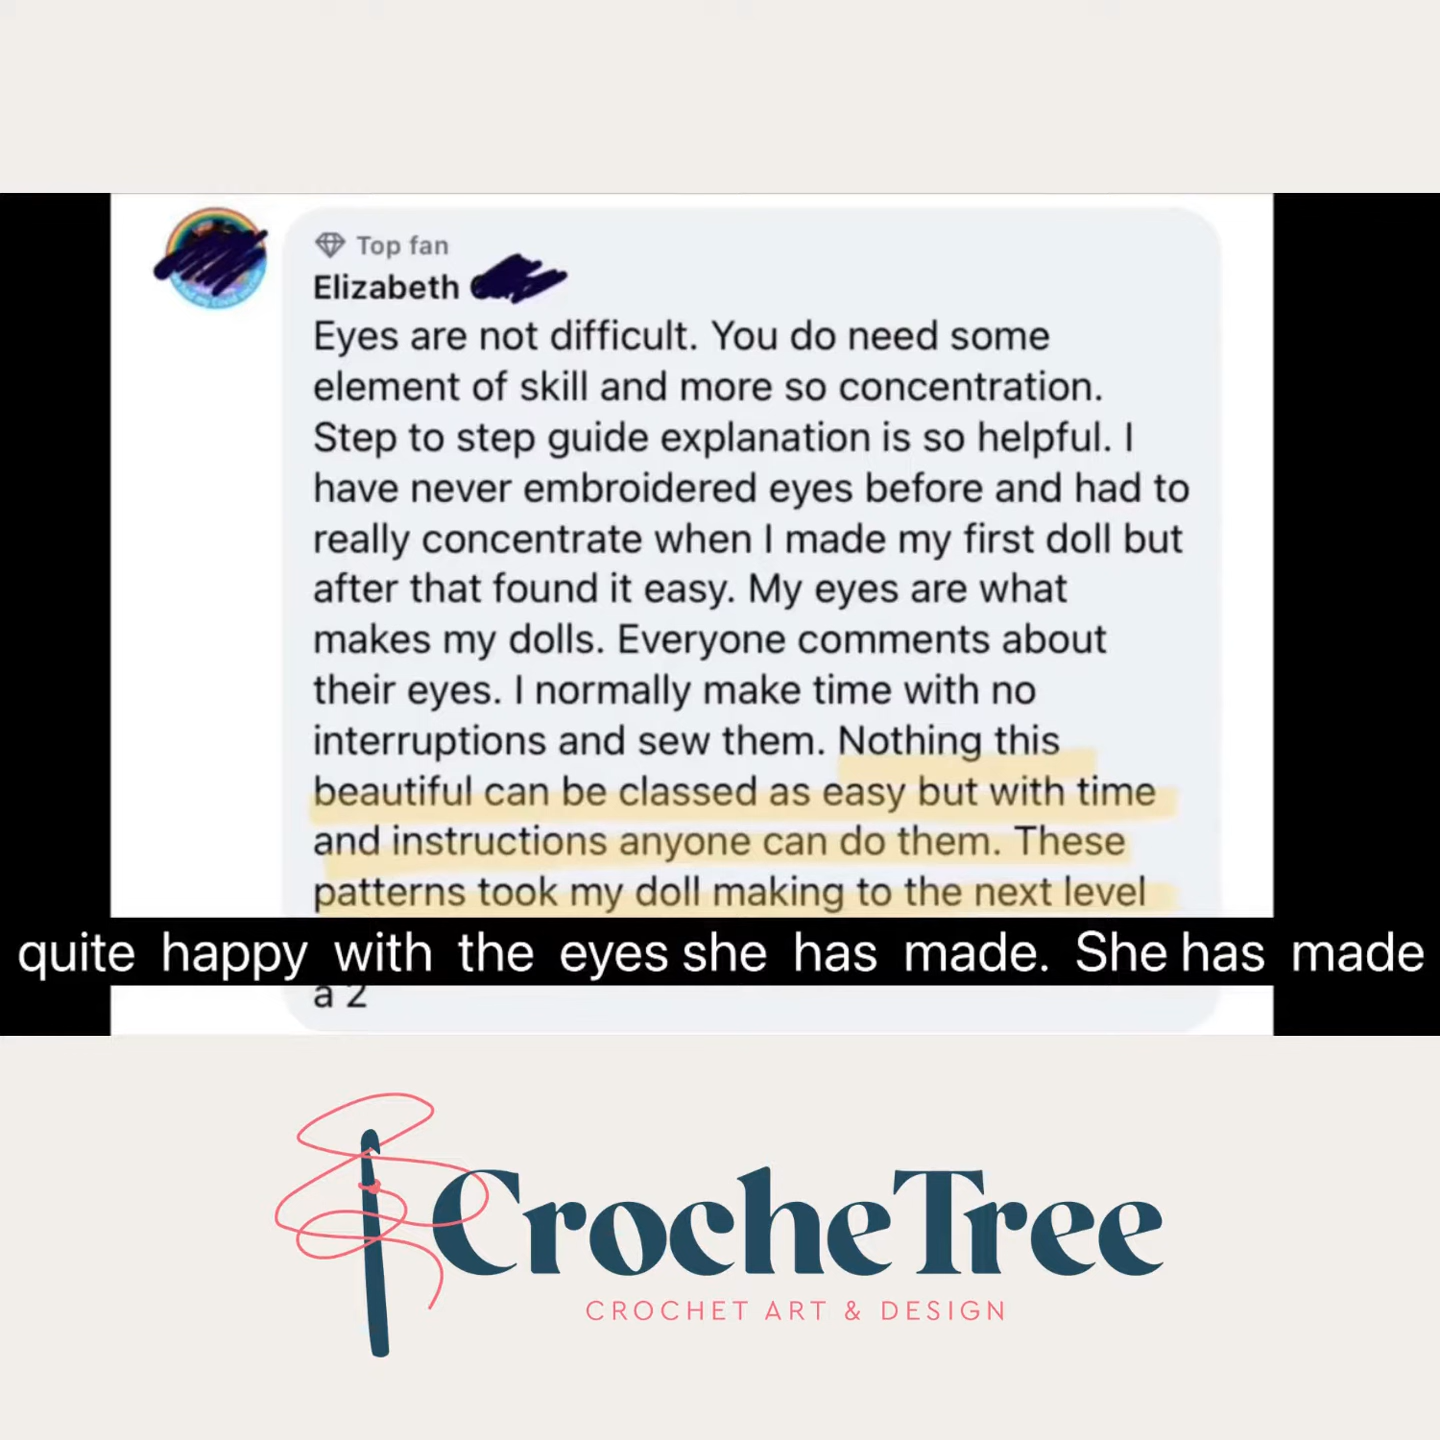 Top fan
Elizabeth
Eyes are not difficult. You do need some
element of skill and more so concentration.
Step to step guide explanation is so helpful. I
have never embroidered eyes before and had to
really concentrate when I made my first doll but
after that found it easy. My eyes are what
makes my dolls. Everyone comments about
their eyes. I normally make time with no
interruptions and sew them. Nothing this
beautiful can be classed as easy but with time
and instructions anyone can do them. These
patterns took my doll making to the next level
quite happy with the eyes she has made. She has made
a 2
CrocheTree
CROCHET ART & DESIGN